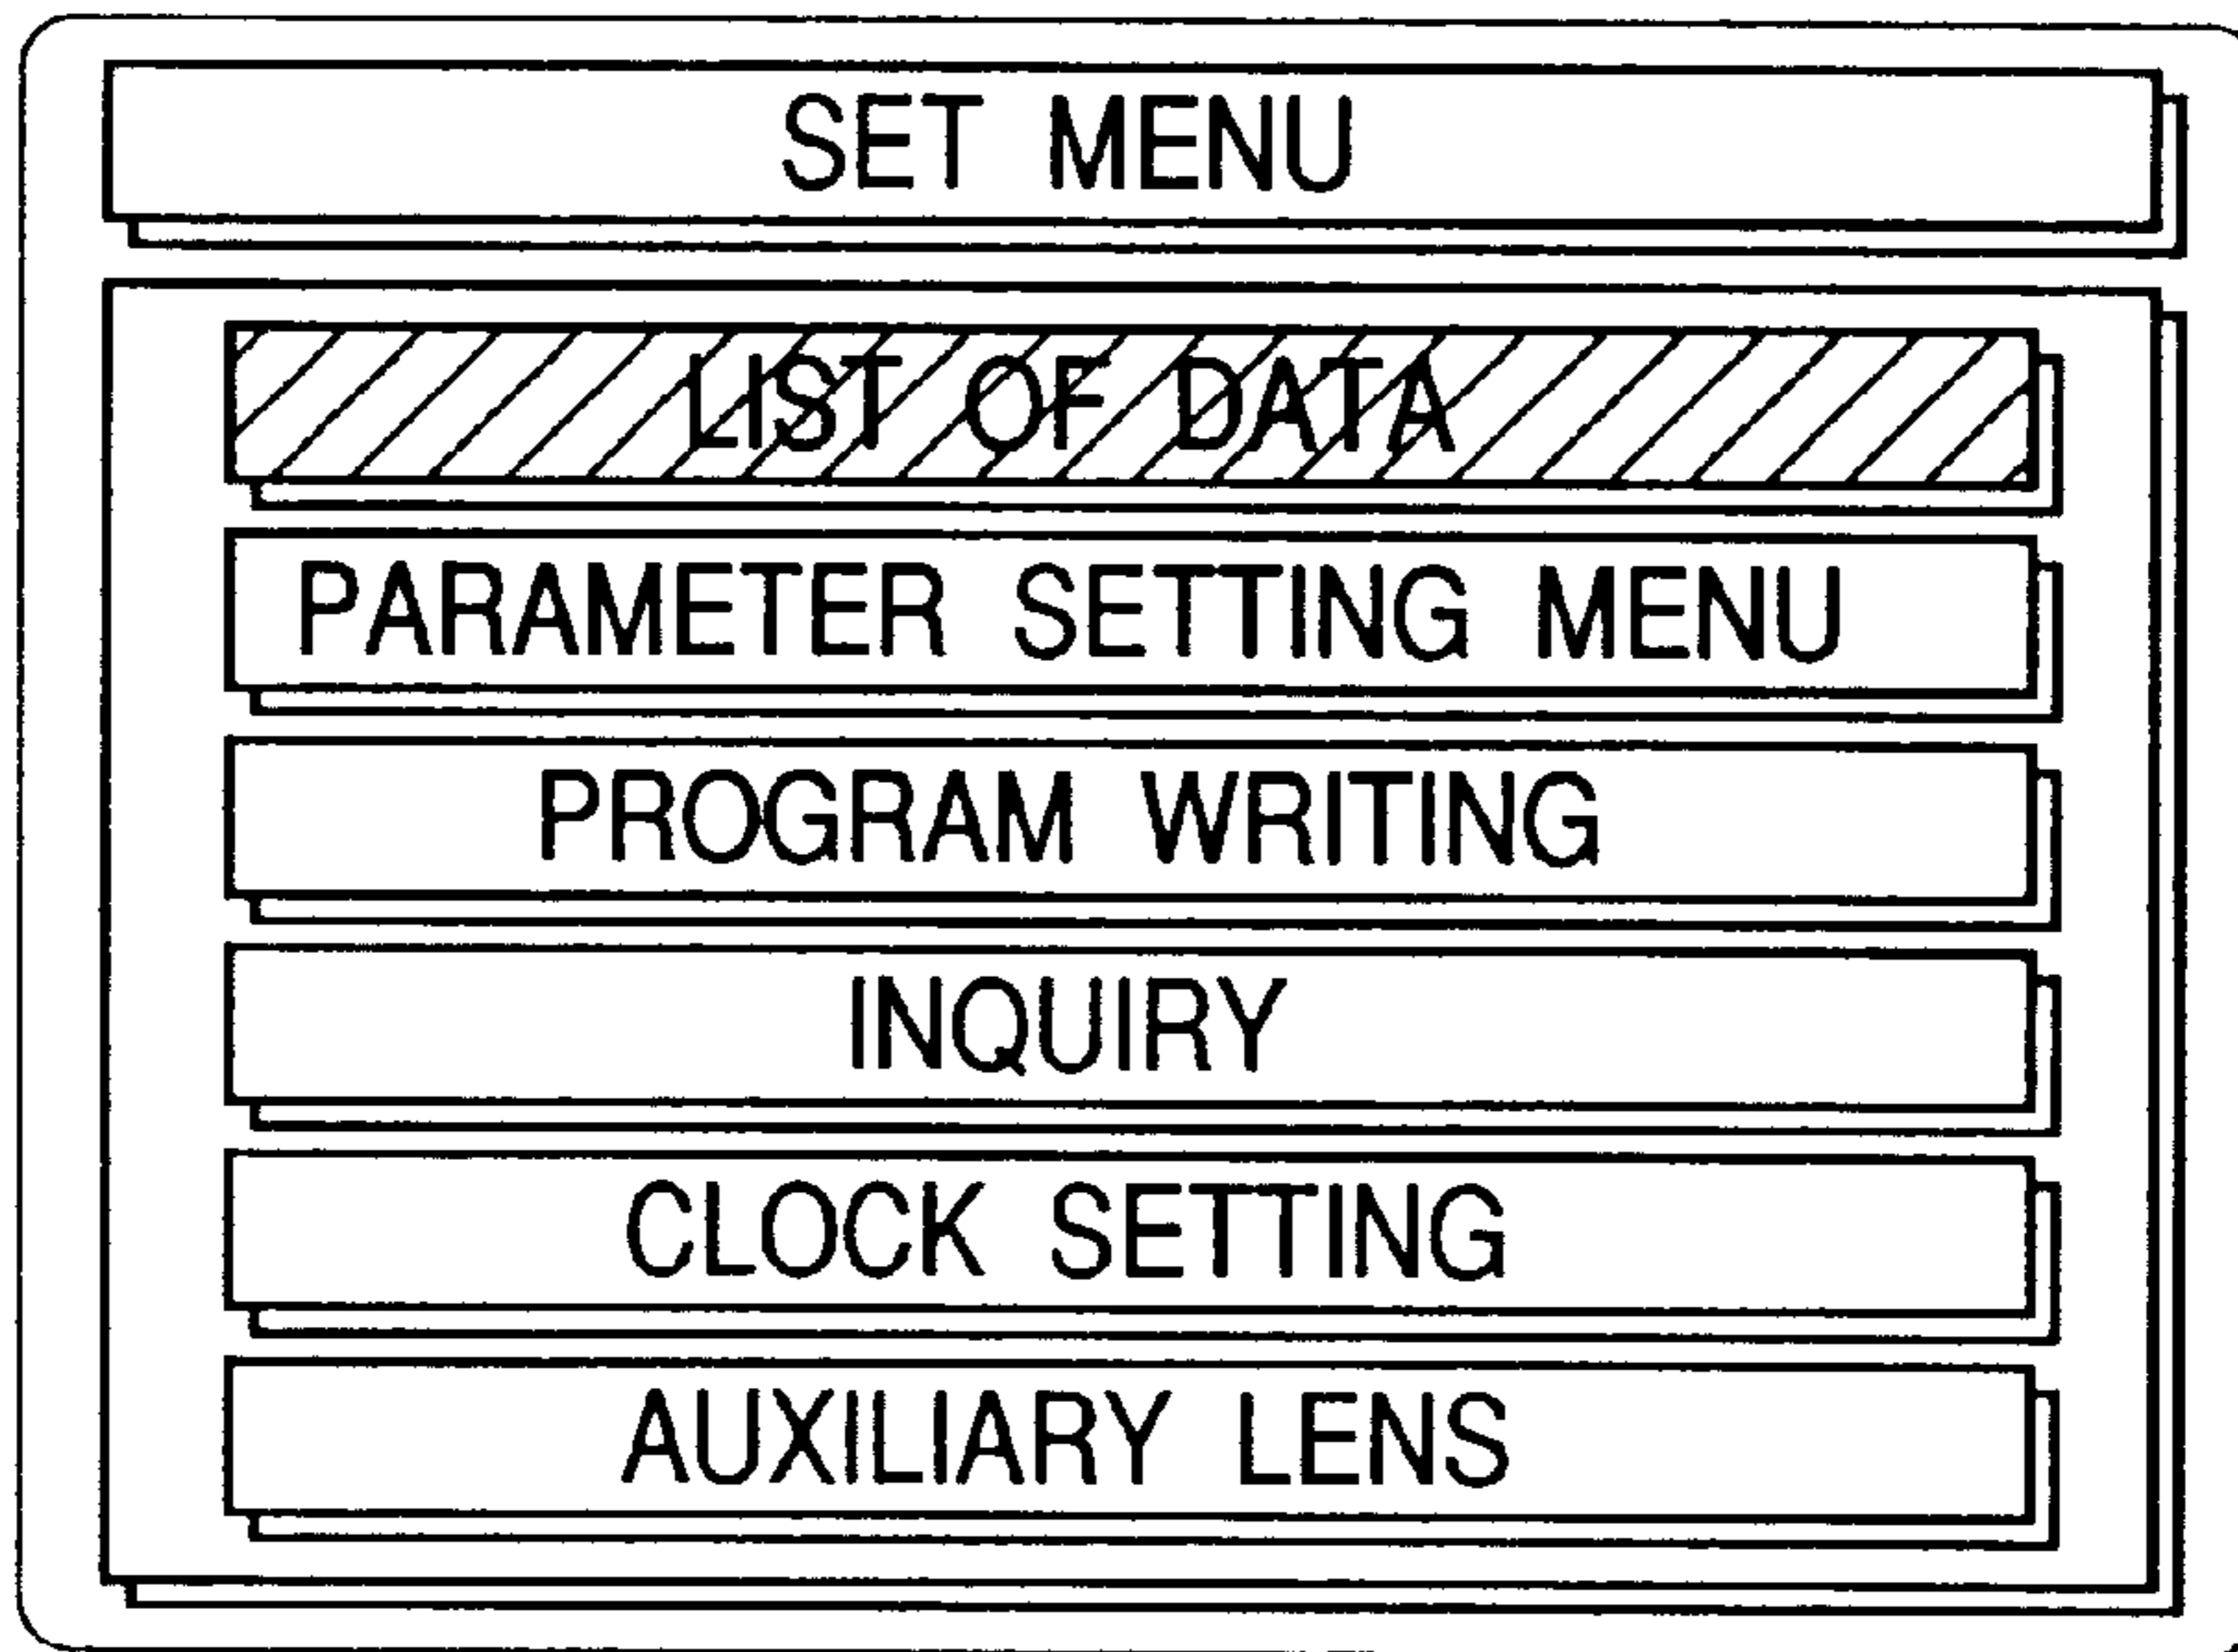 SET MENU
LIST OF DATA
PARAMETER SETTING MENU
PROGRAM WRITING
INQUIRY
CLOCK SETTING
AUXILIARY LENS